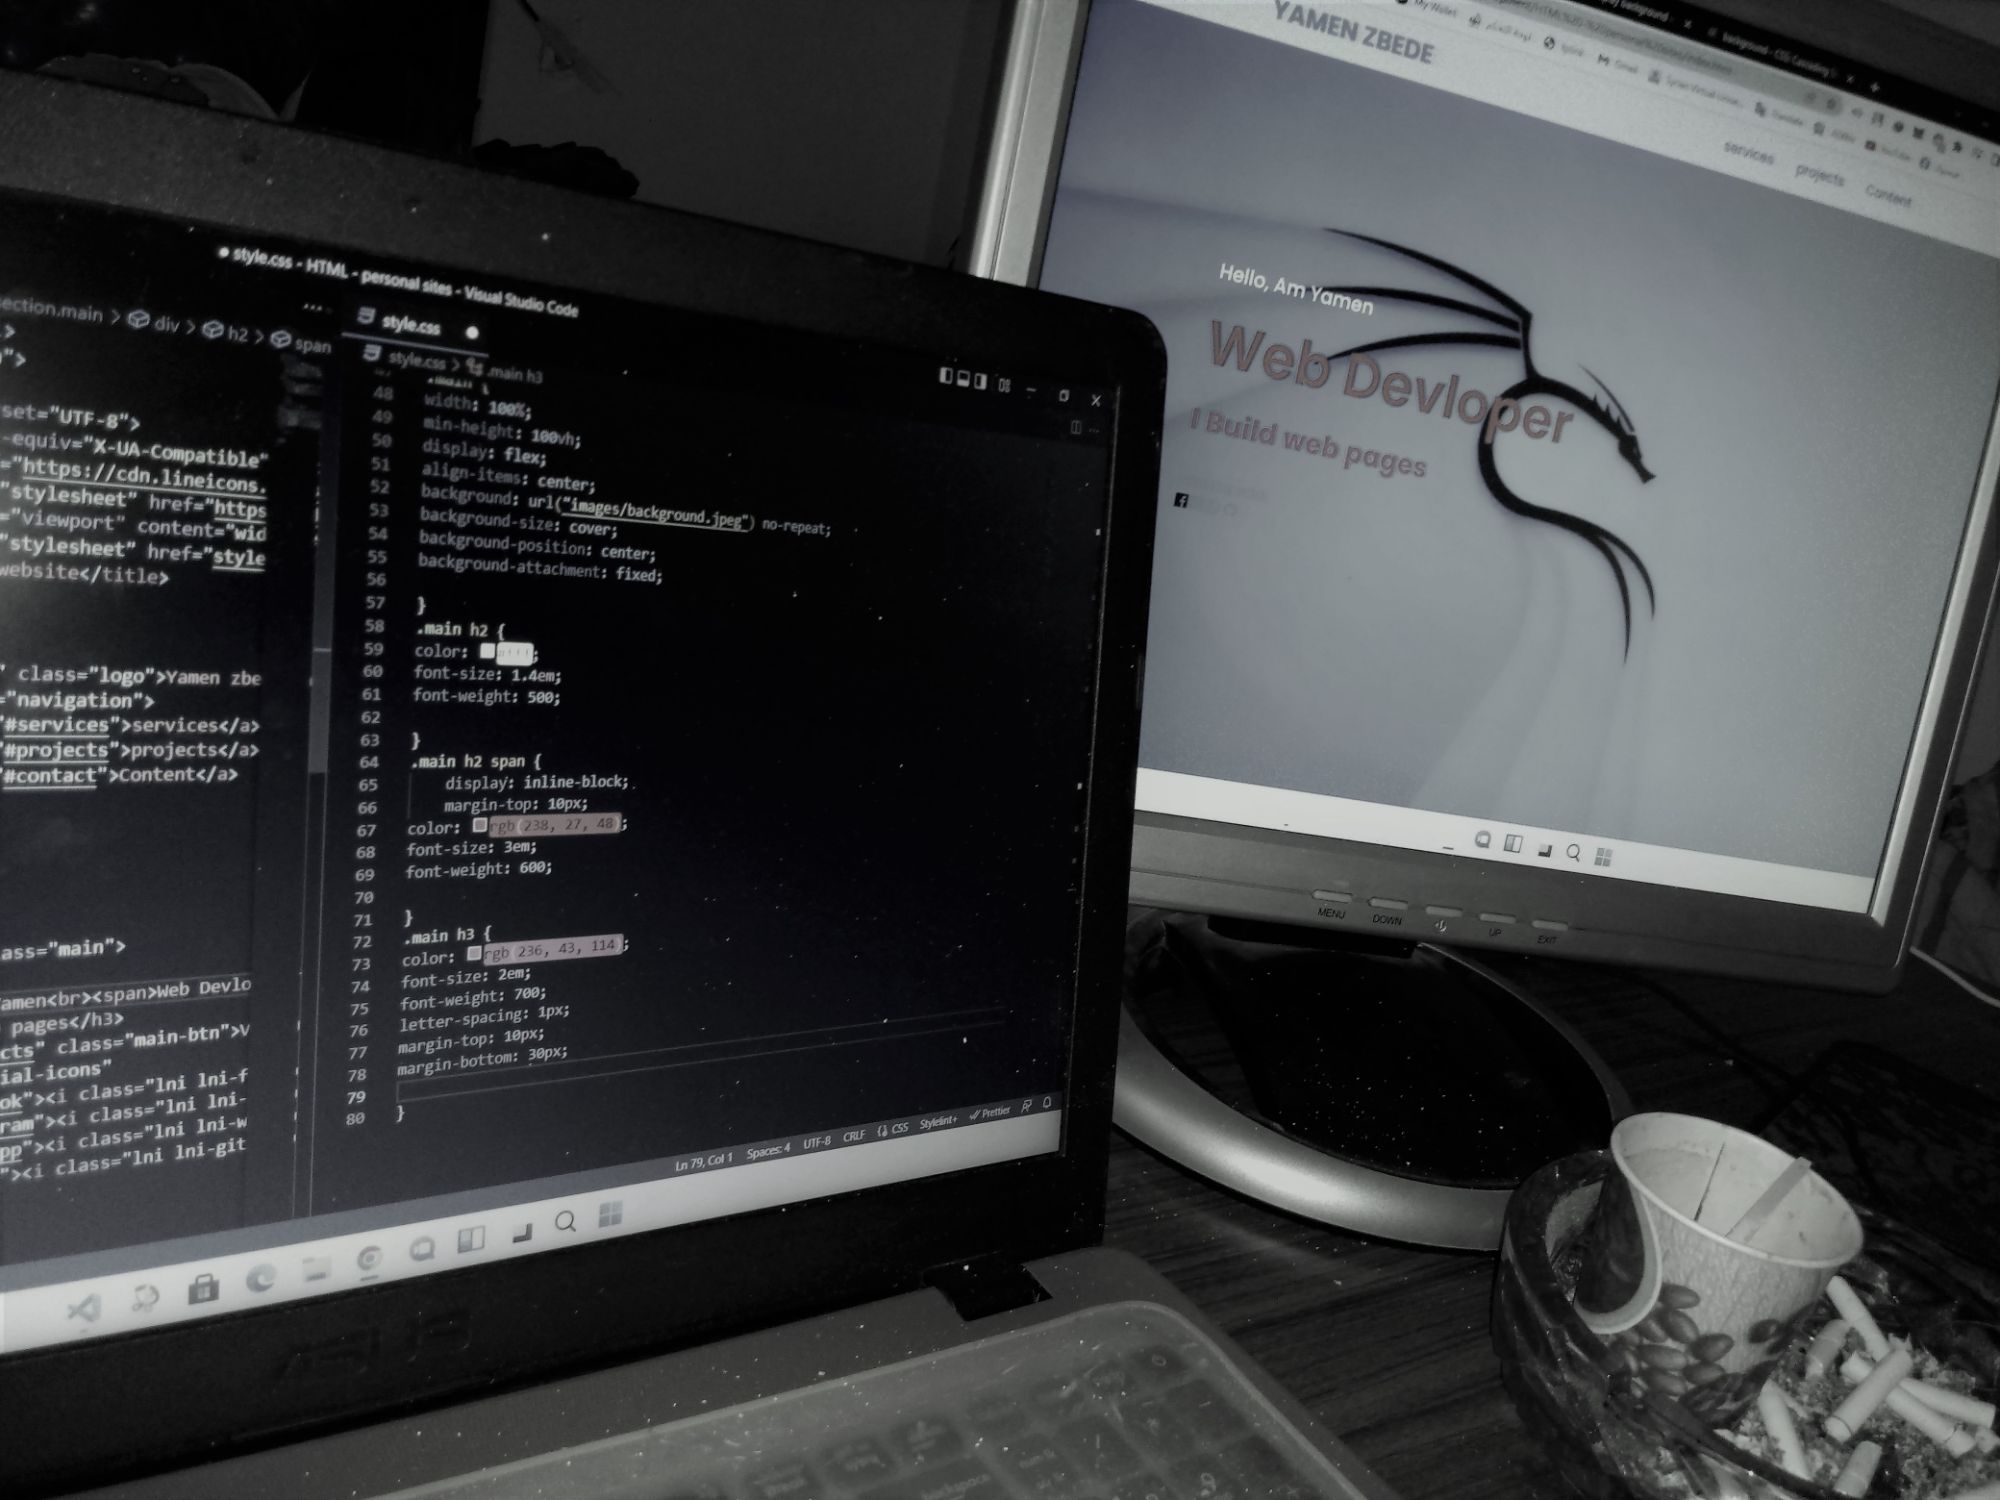 style.css - HTML - personal sites - Visual Studio Code
section.main > div > h2 > span
set="UTF-8">
-equiv="X-UA-Compatible"
="https://cdn.lineicons.
"stylesheet" href="https
="viewport" content="wid
"stylesheet" href="style
website</title>
" class="logo">Yamen zbe
="navigation">
"#services">services</a>
"#projects">projects</a>
"#contact">Content</a>
ass="main">
amen<br><span>Web Devlo
pages</h3>
cts" class="main-btn">V
ial-icons"
ok"><i class="lni lni-f
ram"><i class="lni lni-
pp"><i class="lni lni-w
"><i class="lni lni-git
style.css
style.css > .main h3
48 width: 100%;
49 min-height: 100vh;
50 display: flex;
51 align-items: center;
52 background: url("images/background.jpeg") no-repeat;
53 background-size: cover;
54 background-position: center;
55 background-attachment: fixed;
56
57 }
58 .main h2 {
59 color:
60 font-size: 1.4em;
61 font-weight: 500;
62
63 }
64 .main h2 span {
65 display: inline-block;
66 margin-top: 10px;
67 color: rgb(238, 27, 48);
68 font-size: 3em;
69 font-weight: 600;
70
71 }
72 .main h3 {
73 color: rgb(236, 43, 114);
74 font-size: 2em;
75 font-weight: 700;
76 letter-spacing: 1px;
77 margin-top: 10px;
78 margin-bottom: 30px;
79
80 }
Ln 79, Col 1 Spaces: 4 UTF-8 CRLF CSS Stylelint+ Prettier
background - CSS Cascading
My Wallet Gmail
YAMEN ZBEDE
services projects Content
Hello, Am Yamen
Web Devloper
I Build web pages
MENU DOWN UP EXIT
backspace